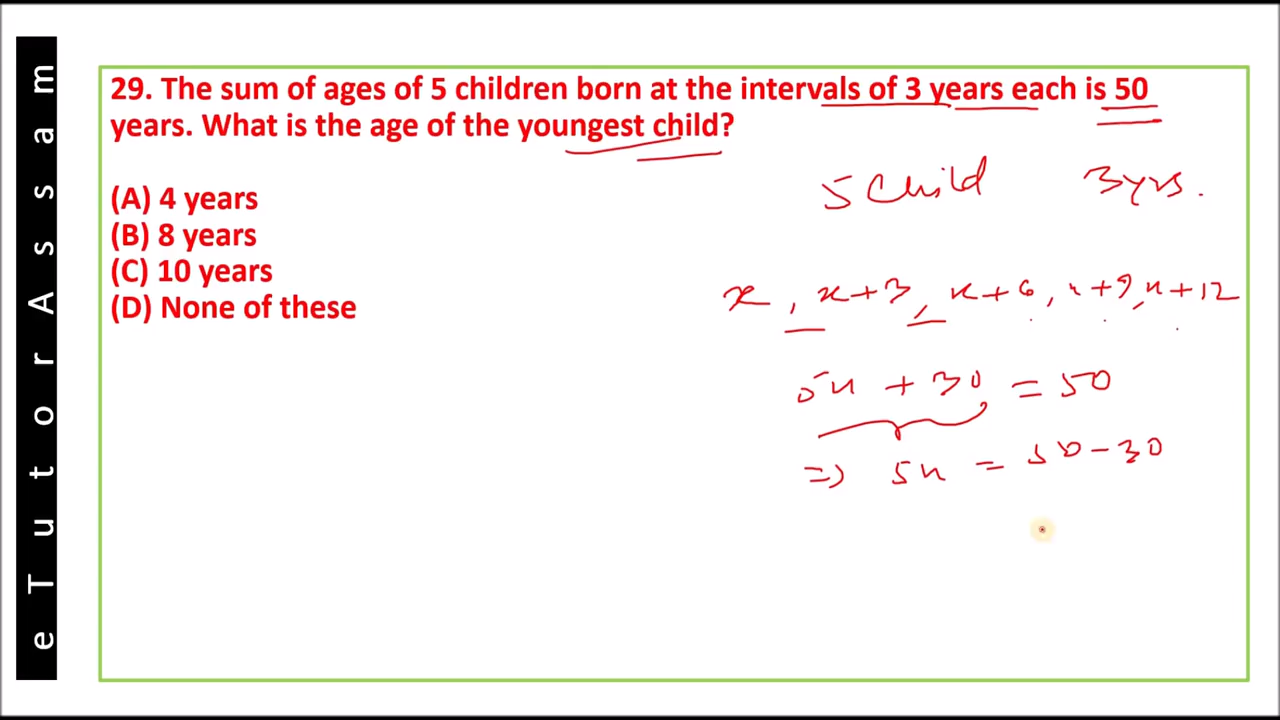 eTutorAssam
29. The sum of ages of 5 children born at the intervals of 3 years each is 50
years. What is the age of the youngest child?
(A) 4 years
(B) 8 years
(C) 10 years
(D) None of these
5 Child 3 yrs.
x, x+3, x+6, x+9, x+12
5x + 30 = 50
=> 5x = 50-30